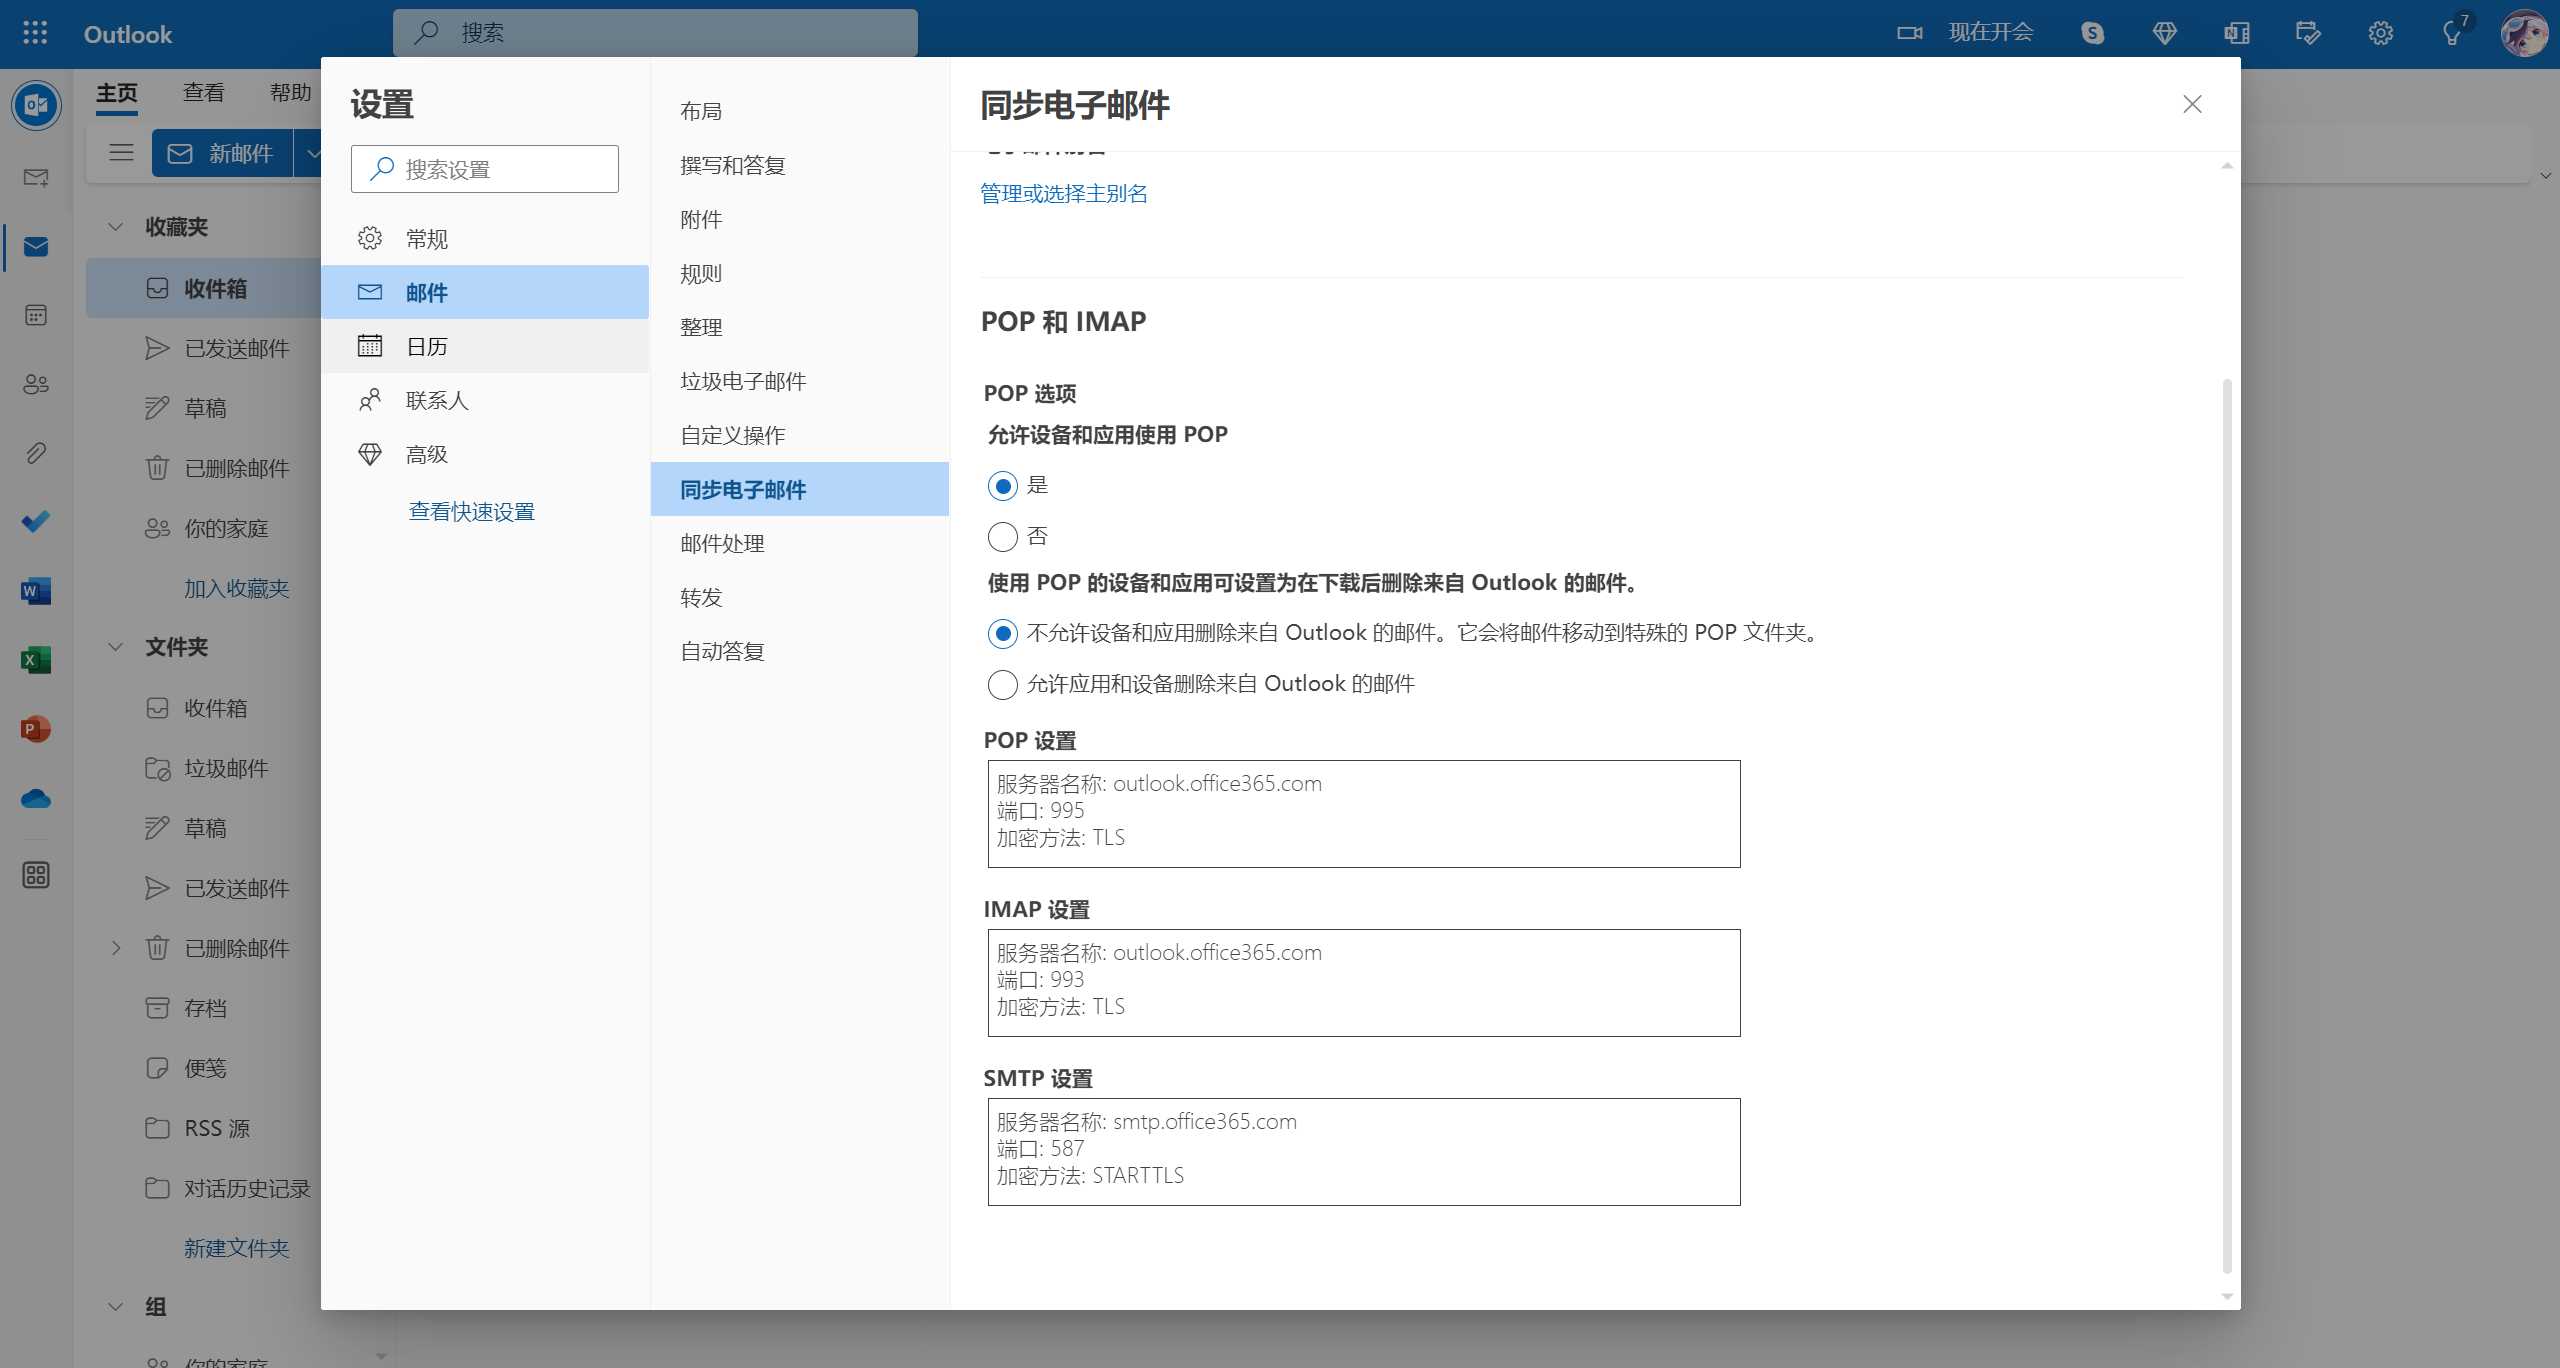 Outlook
搜索
现在开会
7
主页
查看
帮助
新邮件
收藏夹
收件箱
已发送邮件
草稿
已删除邮件
你的家庭
加入收藏夹
文件夹
收件箱
垃圾邮件
草稿
已发送邮件
已删除邮件
存档
便笺
RSS 源
对话历史记录
新建文件夹
组
你的家庭
设置
搜索设置
常规
邮件
日历
联系人
高级
查看快速设置
布局
撰写和答复
附件
规则
整理
垃圾电子邮件
自定义操作
同步电子邮件
邮件处理
转发
自动答复
同步电子邮件
管理或选择主别名
POP 和 IMAP
POP 选项
允许设备和应用使用 POP
是
否
使用 POP 的设备和应用可设置为在下载后删除来自 Outlook 的邮件。
不允许设备和应用删除来自 Outlook 的邮件。它会将邮件移动到特殊的 POP 文件夹。
允许应用和设备删除来自 Outlook 的邮件
POP 设置
服务器名称: outlook.office365.com
端口: 995
加密方法: TLS
IMAP 设置
服务器名称: outlook.office365.com
端口: 993
加密方法: TLS
SMTP 设置
服务器名称: smtp.office365.com
端口: 587
加密方法: STARTTLS